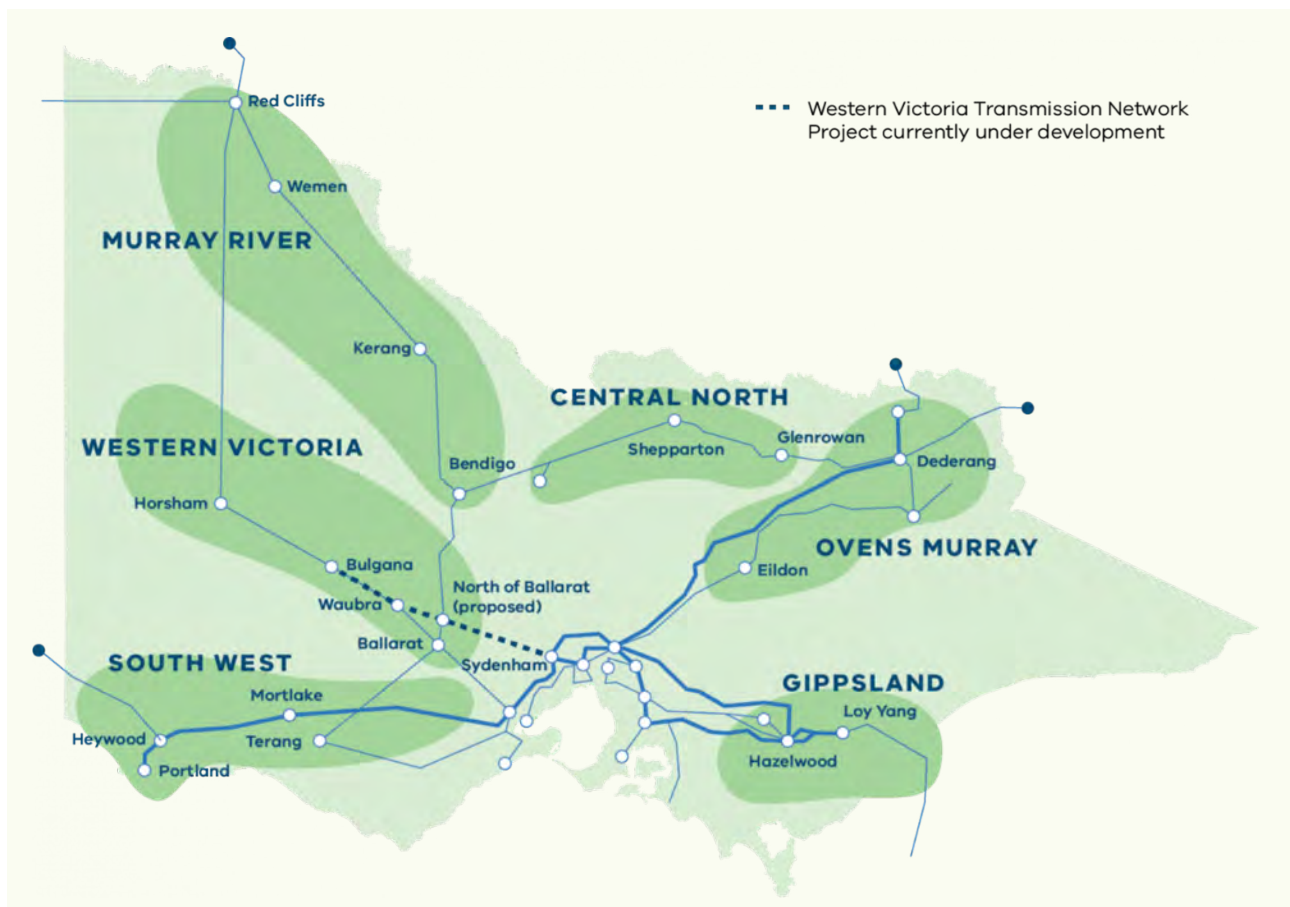 Red Cliffs
Western Victoria Transmission Network
Project currently under development
Wemen
MURRAY RIVER
Kerang
CENTRAL NORTH
WESTERN VICTORIA
Shepparton
Glenrowan
Bendigo
Dederang
Horsham
OVENS MURRAY
Bulgana
Eildon
North of Ballarat
(proposed)
Waubra
Ballarat
SOUTH WEST
Sydenham
GIPPSLAND
Mortlake
Loy Yang
Heywood
Terang
Hazelwood
Portland